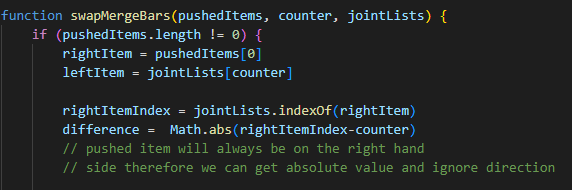 function swapMergeBars(pushedItems, counter, jointLists) {
if (pushedItems.length != 0) {
rightItem = pushedItems[0]
leftItem = jointLists[counter]
rightItemIndex = jointLists.indexOf(rightItem)
difference =  Math.abs(rightItemIndex-counter)
// pushed item will always be on the right hand
// side therefore we can get absolute value and ignore direction